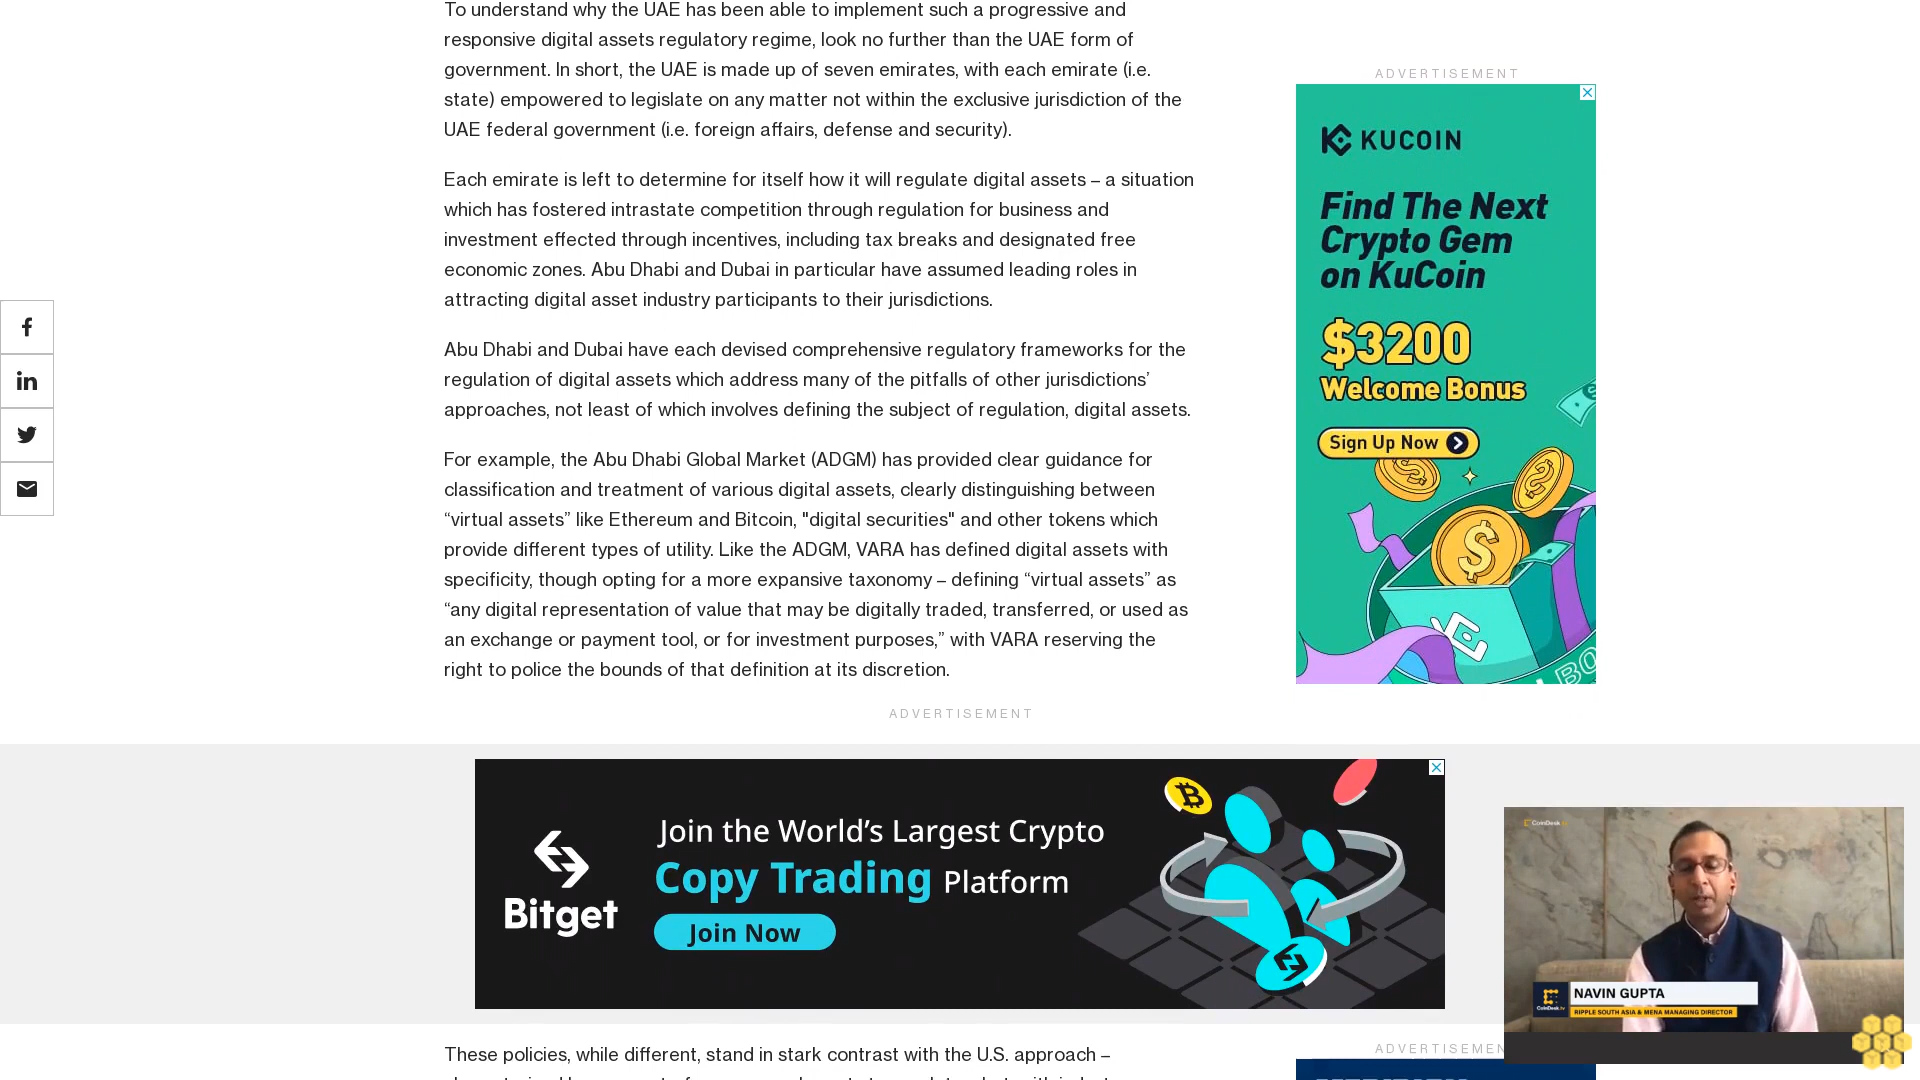 To understand why the UAE has been able to implement such a progressive and
responsive digital assets regulatory regime, look no further than the UAE form of
government. In short, the UAE is made up of seven emirates, with each emirate (i.e.
state) empowered to legislate on any matter not within the exclusive jurisdiction of the
UAE federal government (i.e. foreign affairs, defense and security).
Each emirate is left to determine for itself how it will regulate digital assets – a situation
which has fostered intrastate competition through regulation for business and
investment effected through incentives, including tax breaks and designated free
economic zones. Abu Dhabi and Dubai in particular have assumed leading roles in
attracting digital asset industry participants to their jurisdictions.
Abu Dhabi and Dubai have each devised comprehensive regulatory frameworks for the
regulation of digital assets which address many of the pitfalls of other jurisdictions’
approaches, not least of which involves defining the subject of regulation, digital assets.
For example, the Abu Dhabi Global Market (ADGM) has provided clear guidance for
classification and treatment of various digital assets, clearly distinguishing between
“virtual assets” like Ethereum and Bitcoin, "digital securities" and other tokens which
provide different types of utility. Like the ADGM, VARA has defined digital assets with
specificity, though opting for a more expansive taxonomy – defining “virtual assets” as
“any digital representation of value that may be digitally traded, transferred, or used as
an exchange or payment tool, or for investment purposes,” with VARA reserving the
right to police the bounds of that definition at its discretion.
ADVERTISEMENT
KUCOIN
Find The Next
Crypto Gem
on KuCoin
$3200
Welcome Bonus
Sign Up Now
ADVERTISEMENT
Bitget
Join the World’s Largest Crypto
Copy Trading Platform
Join Now
CoinDesk
NAVIN GUPTA
RIPPLE SOUTH ASIA & MENA MANAGING DIRECTOR
CoinDesk
These policies, while different, stand in stark contrast with the U.S. approach –
ADVERTISEMEN